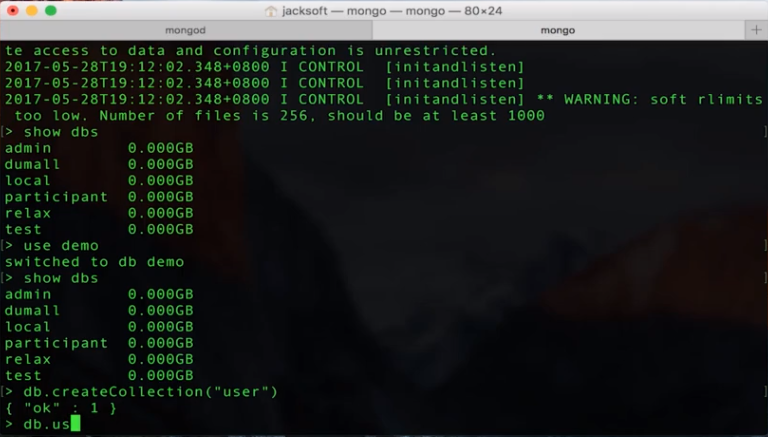 jacksoft — mongo — mongo — 80×24
mongod
mongo
te access to data and configuration is unrestricted.
2017-05-28T19:12:02.348+0800 I CONTROL  [initandlisten]
2017-05-28T19:12:02.348+0800 I CONTROL  [initandlisten]
2017-05-28T19:12:02.348+0800 I CONTROL  [initandlisten] ** WARNING: soft rlimits
 too low. Number of files is 256, should be at least 1000
[> show dbs ]
admin        0.000GB
dumall       0.000GB
local        0.000GB
participant  0.000GB
relax        0.000GB
test         0.000GB
[> use demo ]
switched to db demo
[> show dbs ]
admin        0.000GB
dumall       0.000GB
local        0.000GB
participant  0.000GB
relax        0.000GB
test         0.000GB
[> db.createCollection("user") ]
{ "ok" : 1 }
> db.us